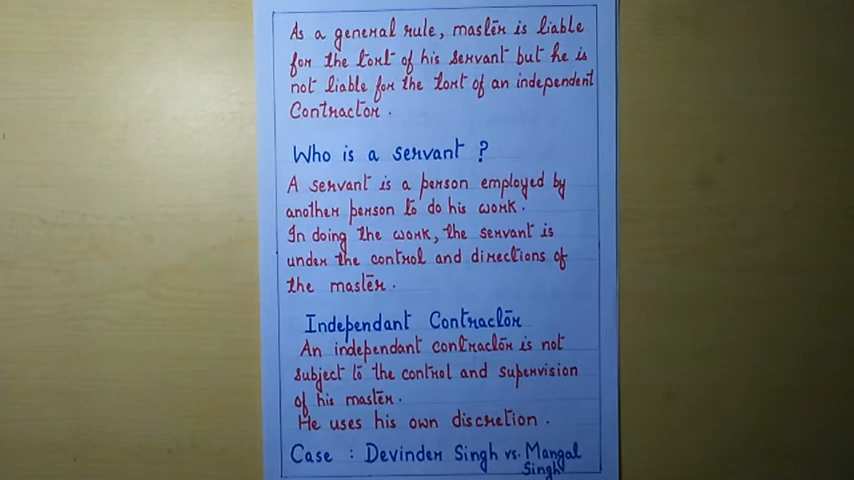 As a general rule, master is liable
for the tort of his servant but he is
not liable for the tort of an independent
Contractor.
Who is a servant ?
A servant is a person employed by
another person to do his work.
In doing the work, the servant is
under the control and directions of
the master.
Independant Contractor
An independant contractor is not
subject to the control and supervision
of his master.
He uses his own discretion.
Case : Devinder Singh vs. Mangal
Singh